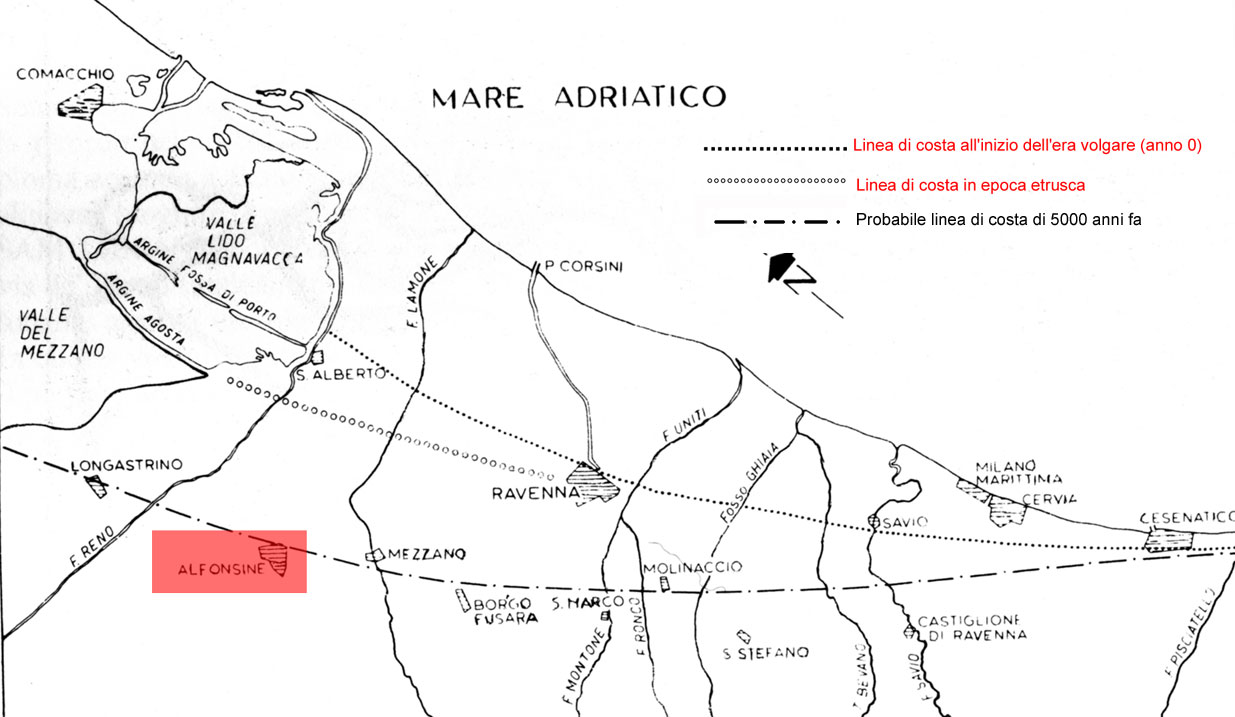 COMACCHIO
MARE ADRIATICO
Linea di costa all'inizio dell'era volgare (anno 0)
Linea di costa in epoca etrusca
Probabile linea di costa di 5000 anni fa
N
VALLE
LIDO
MAGNAVACCA
ARGINE FOSSA DI PORTO
ARGINE AGOSTA
VALLE
DEL
MEZZANO
F. LAMONE
P. CORSINI
S. ALBERTO
F. UNITI
FOSSO GHIAIA
LONGASTRINO
RAVENNA
MILANO
MARITTIMA
CERVIA
SAVIO
CESENATICO
F. RENO
ALFONSINE
MEZZANO
MOLINACCIO
BORGO
FUSARA
S. MARCO
F. MONTONE
F. RONCO
S. STEFANO
CASTIGLIONE
DI RAVENNA
T. BEVANO
F. SAVIO
F. PISCIATELLO